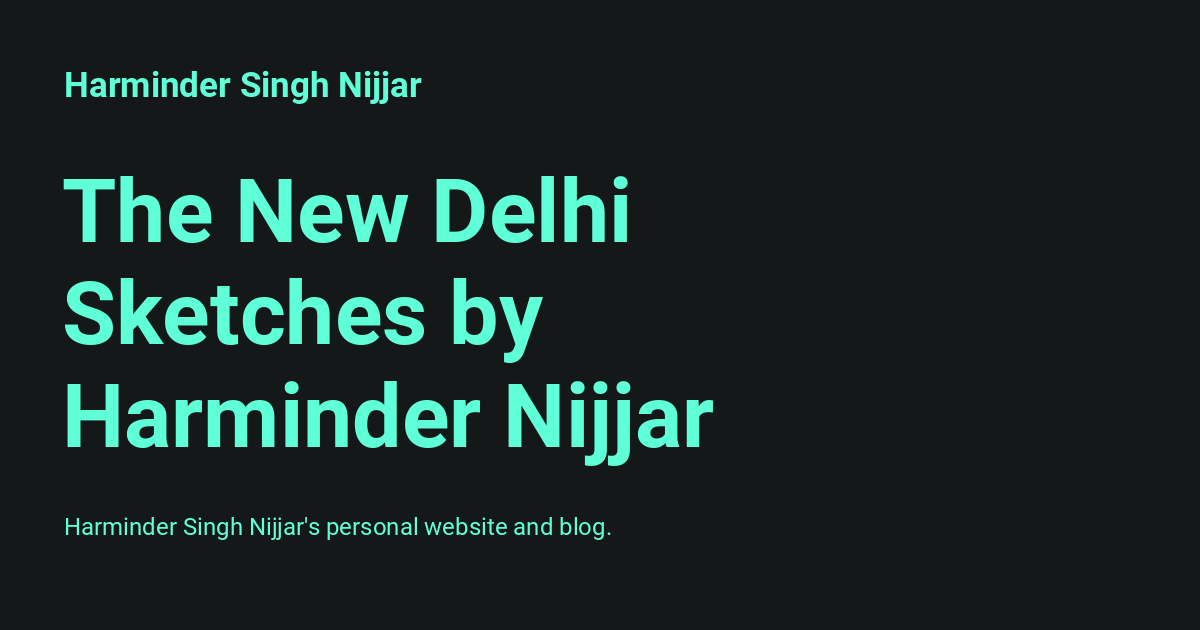 Harminder Singh Nijjar
The New Delhi
Sketches by
Harminder Nijjar
Harminder Singh Nijjar's personal website and blog.